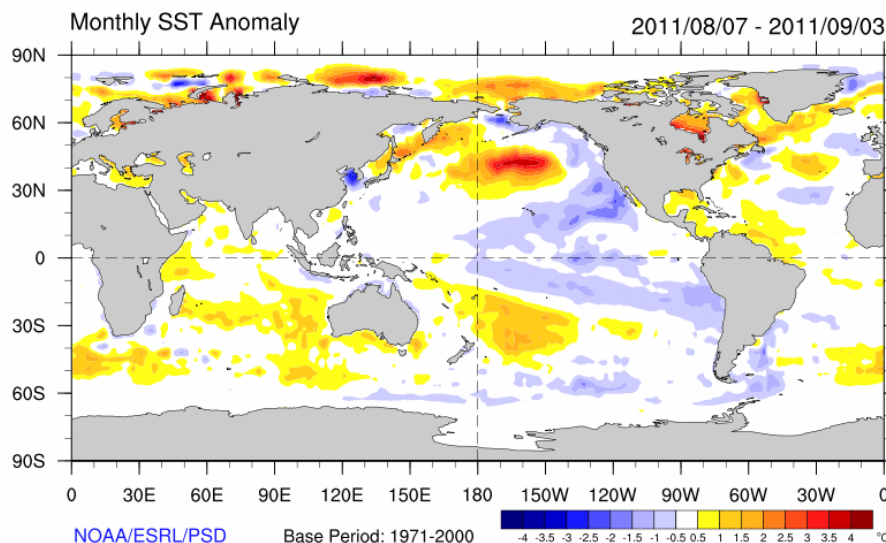 Monthly SST Anomaly 2011/08/07 - 2011/09/03
90N
60N
30N
0
30S
60S
90S
0 30E 60E 90E 120E 150E 180 150W 120W 90W 60W 30W 0
NOAA/ESRL/PSD Base Period: 1971-2000
-4 -3.5 -3 -2.5 -2 -1.5 -1 -0.5 0.5 1 1.5 2 2.5 3 3.5 4 °C